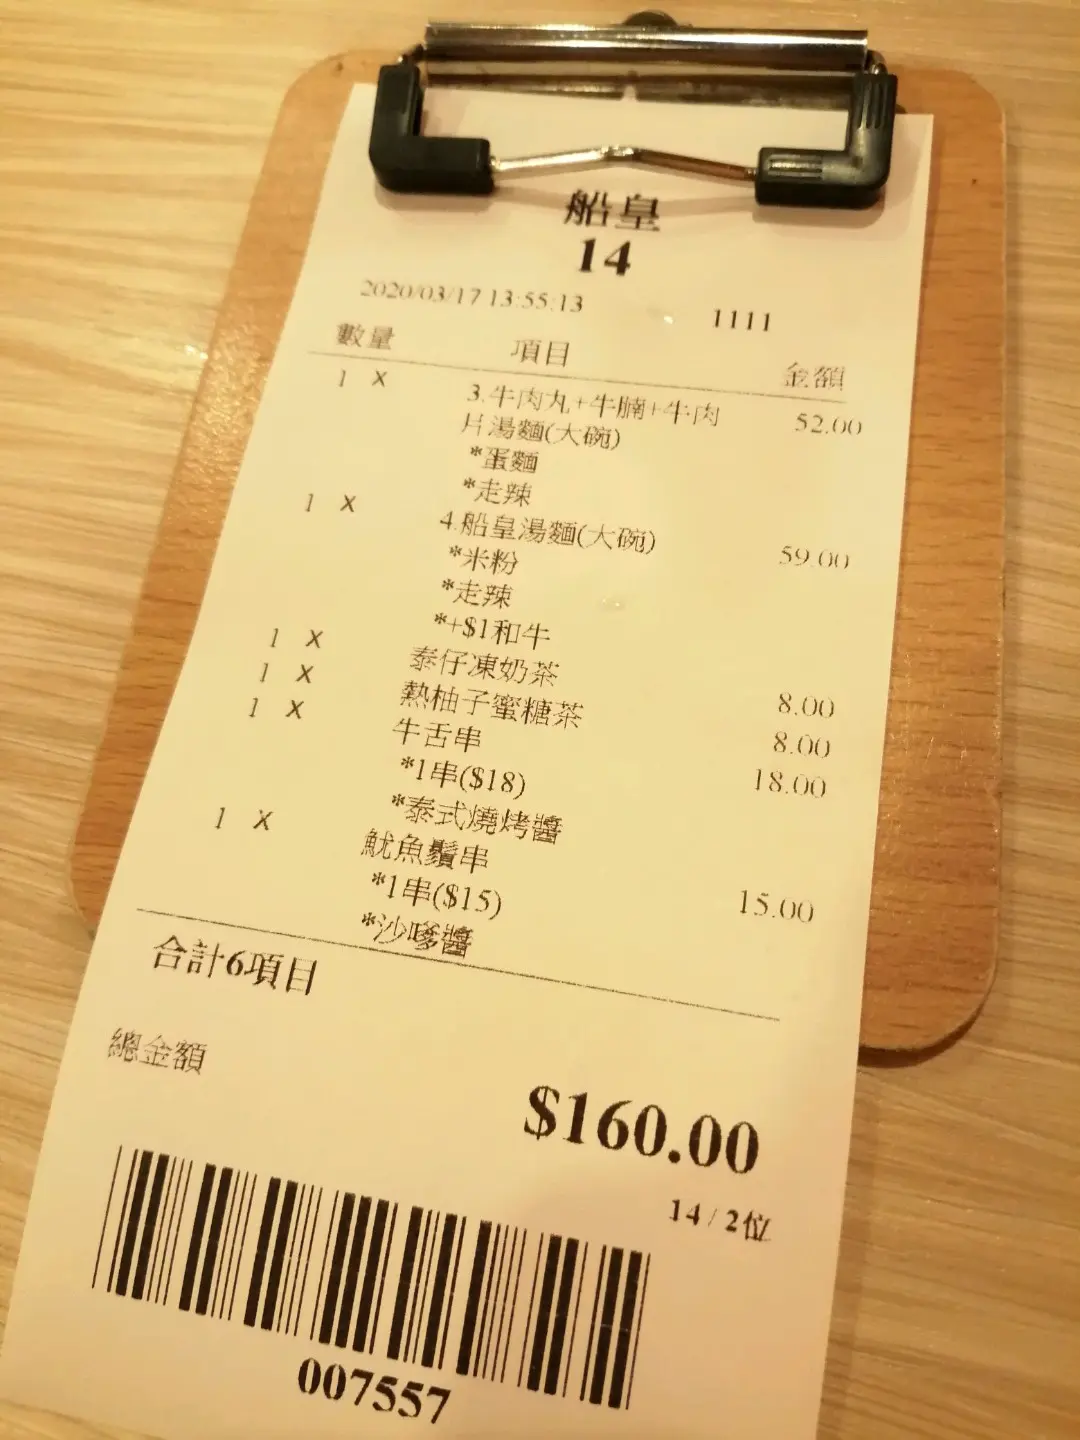 船皇
14
2020/03/17 13:55:13 1111
數量 項目 金額
1 X 3.牛肉丸+牛腩+牛肉 52.00
片湯麵(大碗)
*蛋麵
*走辣
1 X 4.船皇湯麵(大碗) 59.00
*米粉
*走辣
*+$1和牛
1 X 泰仔凍奶茶 8.00
1 X 熱柚子蜜糖茶 8.00
1 X 牛舌串 18.00
*1串($18)
*泰式燒烤醬
1 X 魷魚鬚串 15.00
*1串($15)
*沙嗲醬
合計6項目
總金額
$160.00
14 / 2位
007557